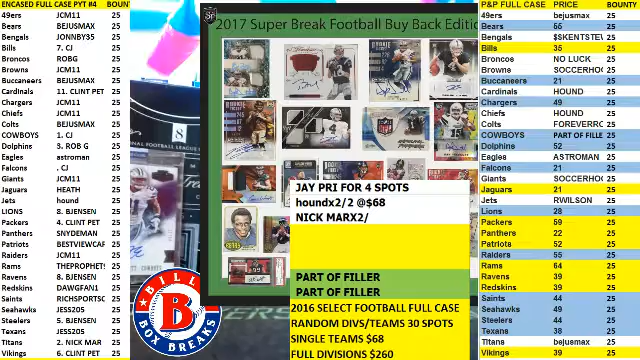 ENCASED FULL CASE PYT #4 BOUNT
49ers JCM11 25
Bears BEJUSMAX 25
Bengals JONNBY35 25
Bills 7. CJ 25
Broncos ROBG 25
Browns JCM11 25
Buccaneers BEJUSMAX 25
Cardinals 11. CLINT PET 25
Chargers JCM11 25
Chiefs JCM11 25
Colts BEJUSMAX 25
COWBOYS 1. CJ 25
Dolphins 3. ROB G 25
Eagles astroman 25
Falcons . CJ 25
Giants JCM11 25
Jaguars HEATH 25
Jets houndx 25
LIONS 8. BJENSEN 25
Packers 4. CLINT PET 25
Panthers SNYDEMAN 25
Patriots BESTVIEWCAF
Raiders JCM11 25
Rams THEPROPHET 25
Ravens 8. BJENSEN 25
Redskins DAWGFAN1 25
Saints RICHSPORTSC 25
Seahawks JESS205 25
Steelers 5. BJENSEN 25
Texans JESS205 25
Titans 2. NICK MAR 25
Vikings 6. CLINT PET 25
2017 Super Break Football Buy Back Editi
JAY PRI FOR 4 SPOTS
houndx2/2 @$68
NICK MARX2/
PART OF FILLER
PART OF FILLER
2016 SELECT FOOTBALL FULL CASE
RANDOM DIVS/TEAMS 30 SPOTS
SINGLE TEAMS $68
FULL DIVISIONS $260
BILL
B
BOX BREAKS
P&P FULL CASE PRICE BOUNTY
49ers bejusmax 25
Bears 55 25
Bengals $$KENTSTEV 25
Bills 35 25
Broncos NO LUCK 25
Browns SOCCERHO 25
Buccaneers 21 25
Cardinals HOUND 25
Chargers 49 25
Chiefs HOUND 25
Colts FOREVERC 25
COWBOYS PART OF FILLE 25
Dolphins 52 25
Eagles ASTROMAN 25
Falcons 21 25
Giants SOCCERHO 25
Jaguars 21 25
Jets RWILSON 25
Lions 28 25
Packers 59 25
Panthers 22 25
Patriots 52 25
Raiders 55 25
Rams 64 25
Ravens 39 25
Redskins 39 25
Saints 44 25
Seahawks 49 25
Steelers 44 25
Texans 38 25
Titans bejusmax 25
Vikings 39 25